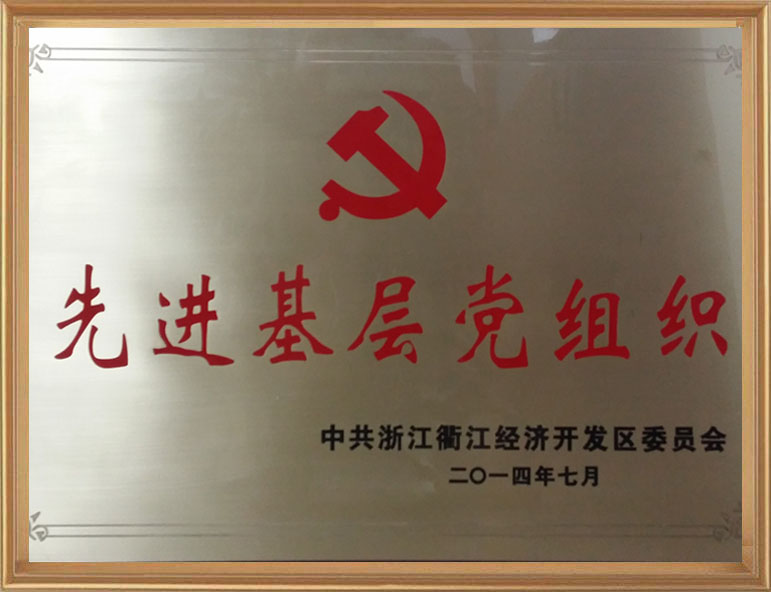 先进基层党组织
中共浙江衢江经济开发区委员会
二〇一四年七月